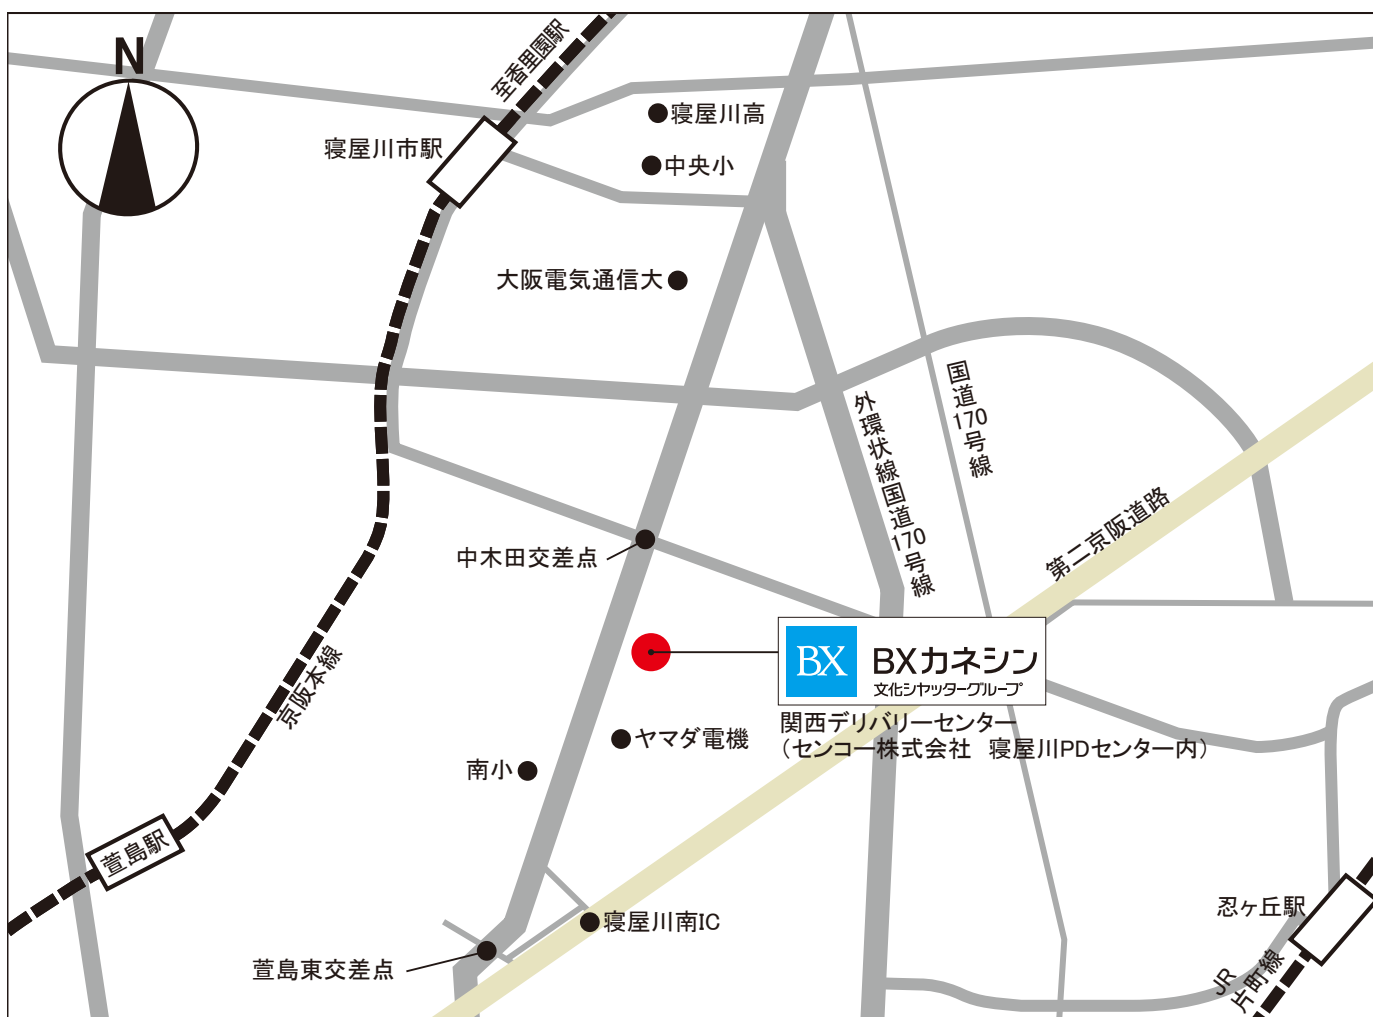 N
至香里園駅
寝屋川高
寝屋川市駅
中央小
大阪電気通信大
国道170号線
外環状線国道170号線
第二京阪道路
中木田交差点
京阪本線
BX
BXカネシン
文化シヤッターグループ
関西デリバリーセンター
（センコー株式会社　寝屋川PDセンター内）
ヤマダ電機
南小
萱島駅
寝屋川南IC
忍ヶ丘駅
萱島東交差点
JR
片町線